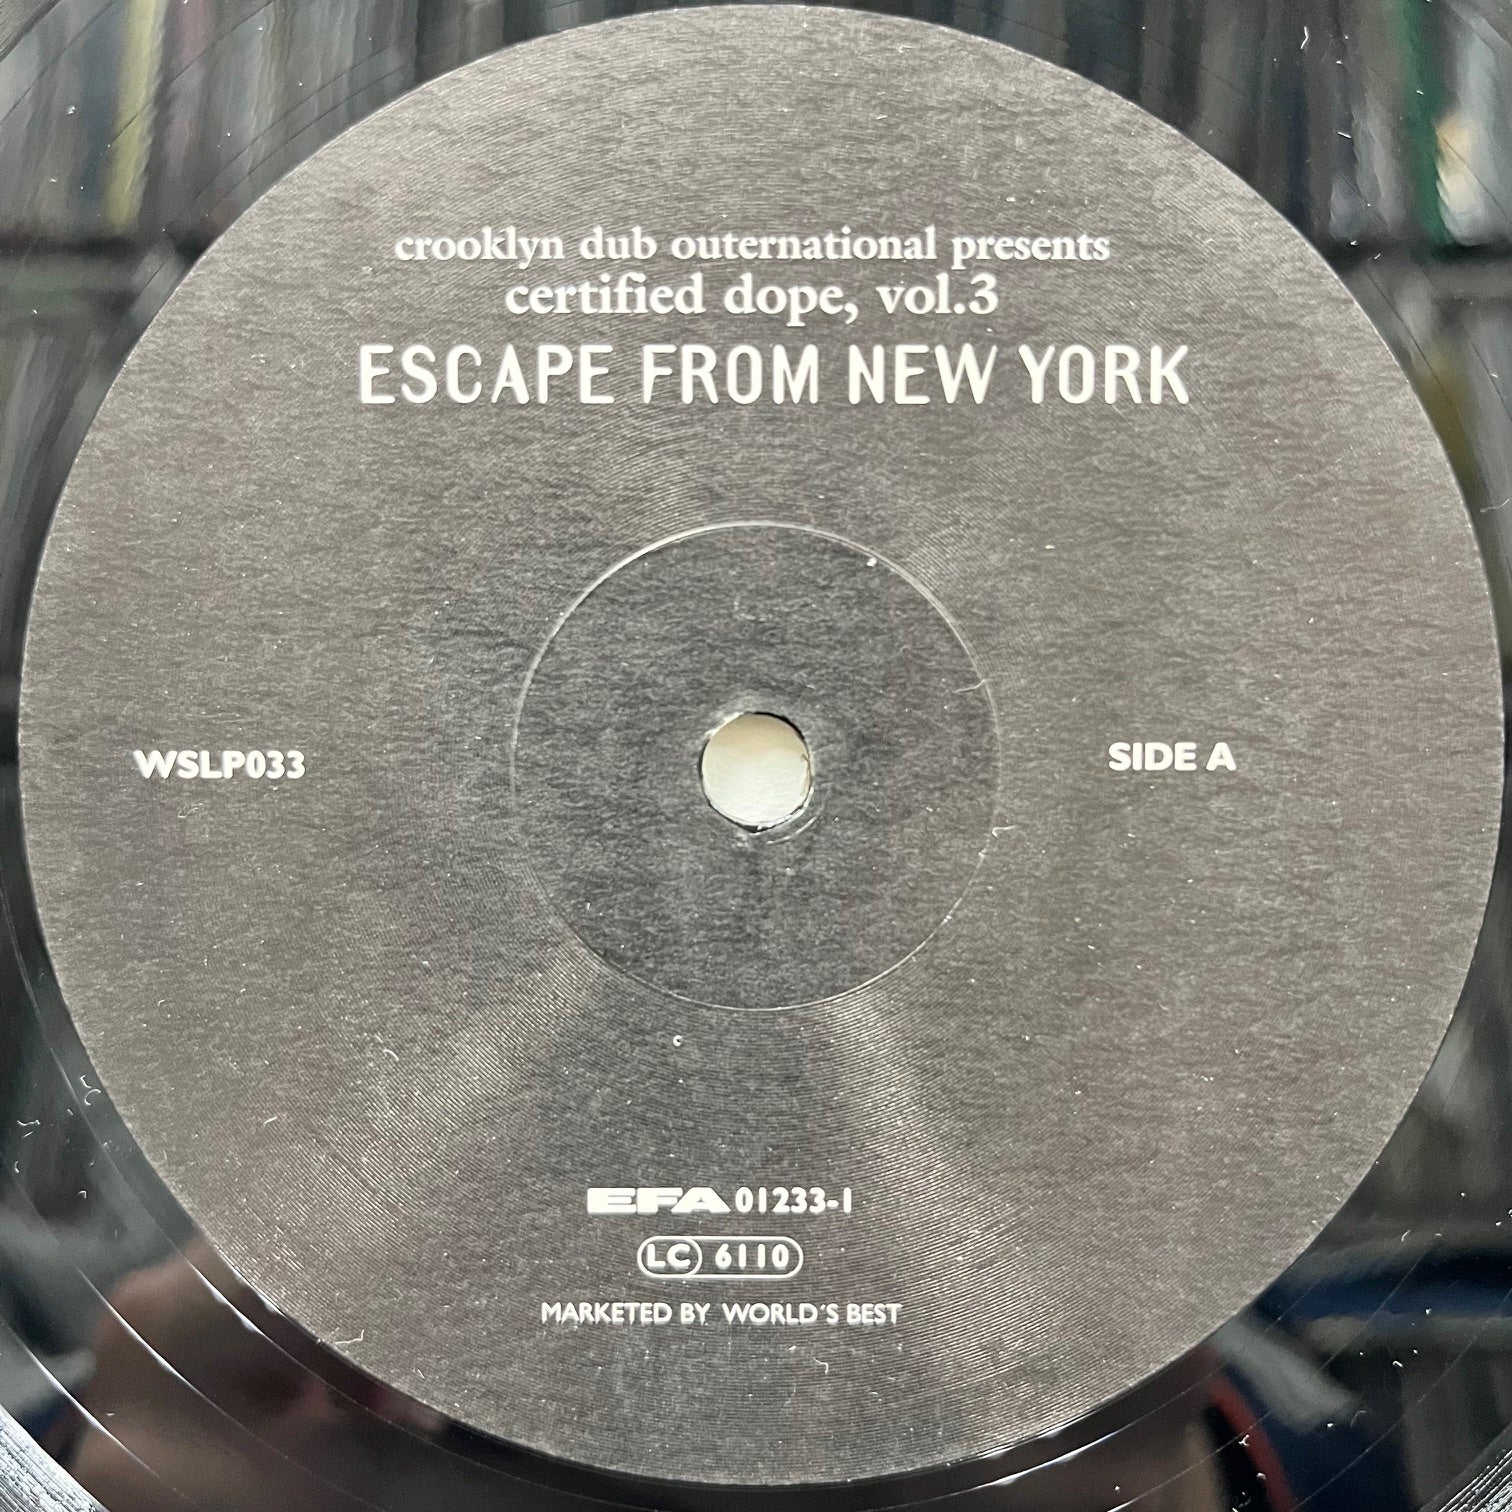 crooklyn dub outernational presents
certified dope, vol.3
ESCAPE FROM NEW YORK
WSLP033
SIDE A
EFA 01233-1
LC 6110
MARKETED BY WORLD'S BEST